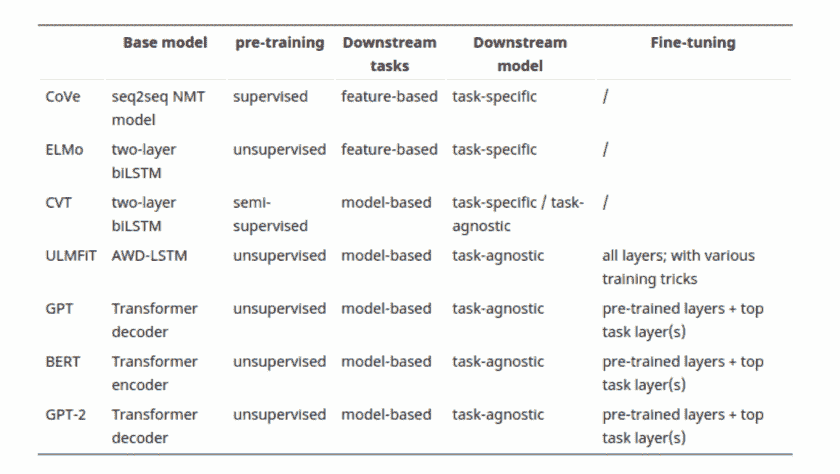 Base model pre-training Downstream tasks Downstream model Fine-tuning
CoVe seq2seq NMT model supervised feature-based task-specific /
ELMo two-layer biLSTM unsupervised feature-based task-specific /
CVT two-layer biLSTM semi-supervised model-based task-specific / task-agnostic /
ULMFiT AWD-LSTM unsupervised model-based task-agnostic all layers; with various training tricks
GPT Transformer decoder unsupervised model-based task-agnostic pre-trained layers + top task layer(s)
BERT Transformer encoder unsupervised model-based task-agnostic pre-trained layers + top task layer(s)
GPT-2 Transformer decoder unsupervised model-based task-agnostic pre-trained layers + top task layer(s)